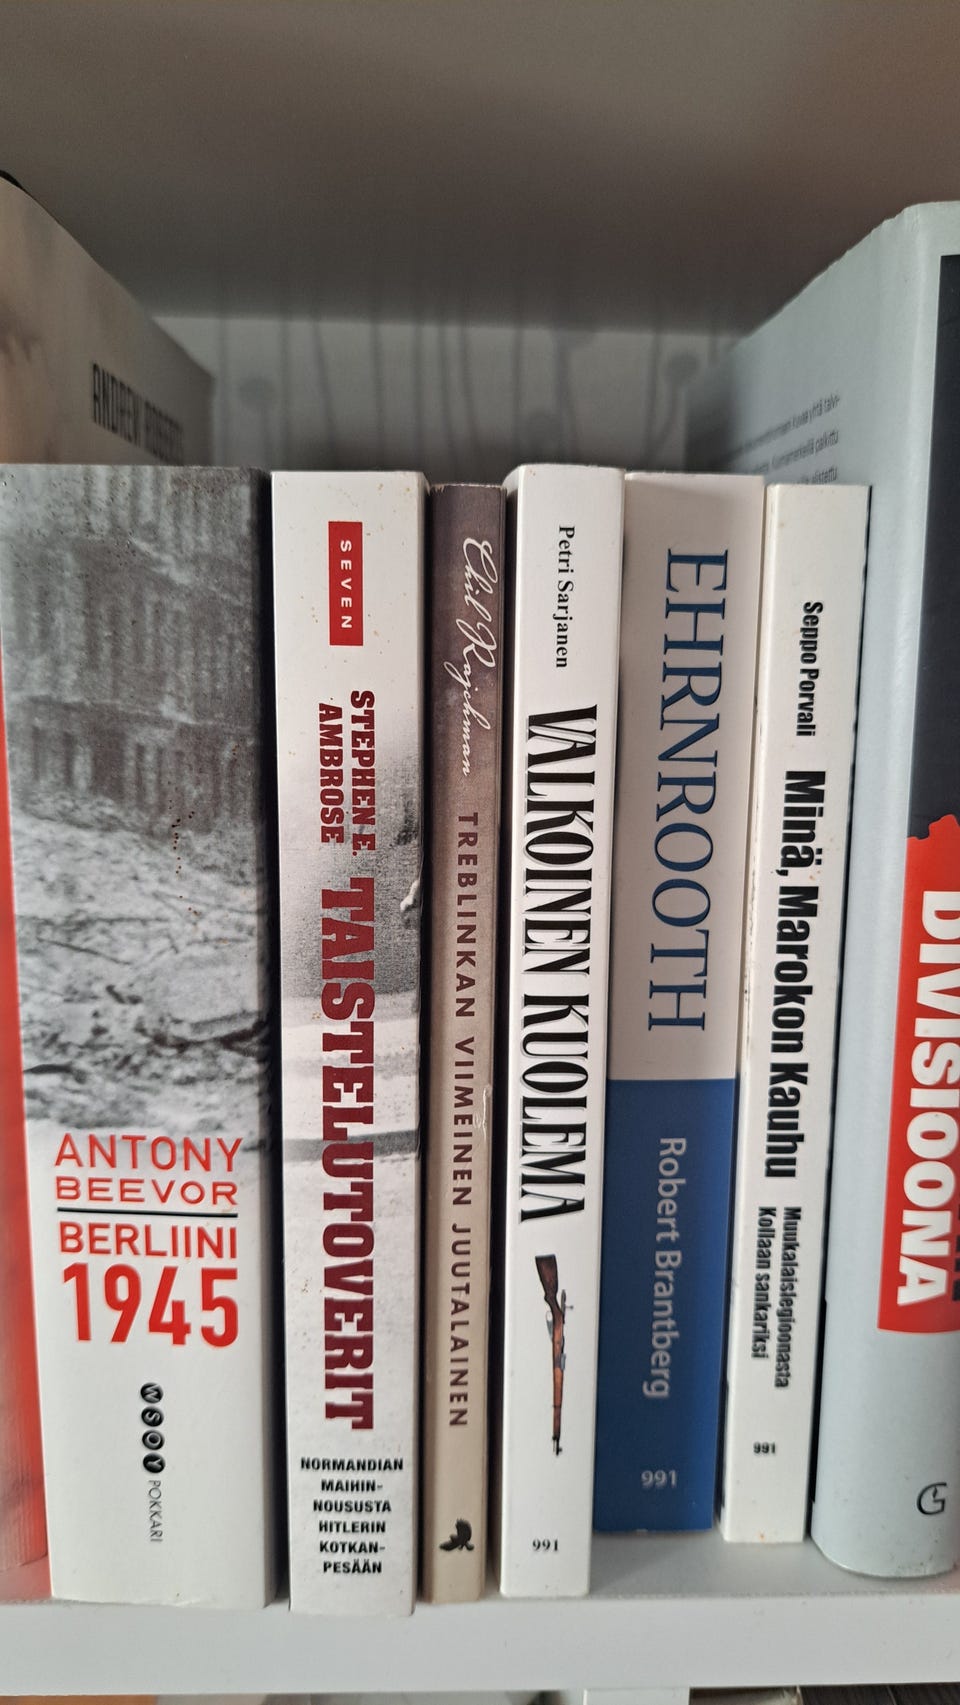 ANDREW ROBERTS
ANTONY
BEEVOR
BERLIINI
1945
WSOY POKKARI
SEVEN
STEPHEN E.
AMBROSE
TAISTELUTOVERIT
NORMANDIAN
MAIHIN-
NOUSUSTA
HITLERIN
KOTKAN-
PESÄÄN
Chil Rajchman TREBLINKAN VIIMEINEN JUUTALAINEN
Petri Sarjanen VALKOINEN KUOLEMA
991
EHRNROOTH
Robert Brantberg
991
Seppo Porvali Minä, Marokon Kauhu
Muukalaislegioonasta
Kollaan sankariksi
991
DIVISIOONA